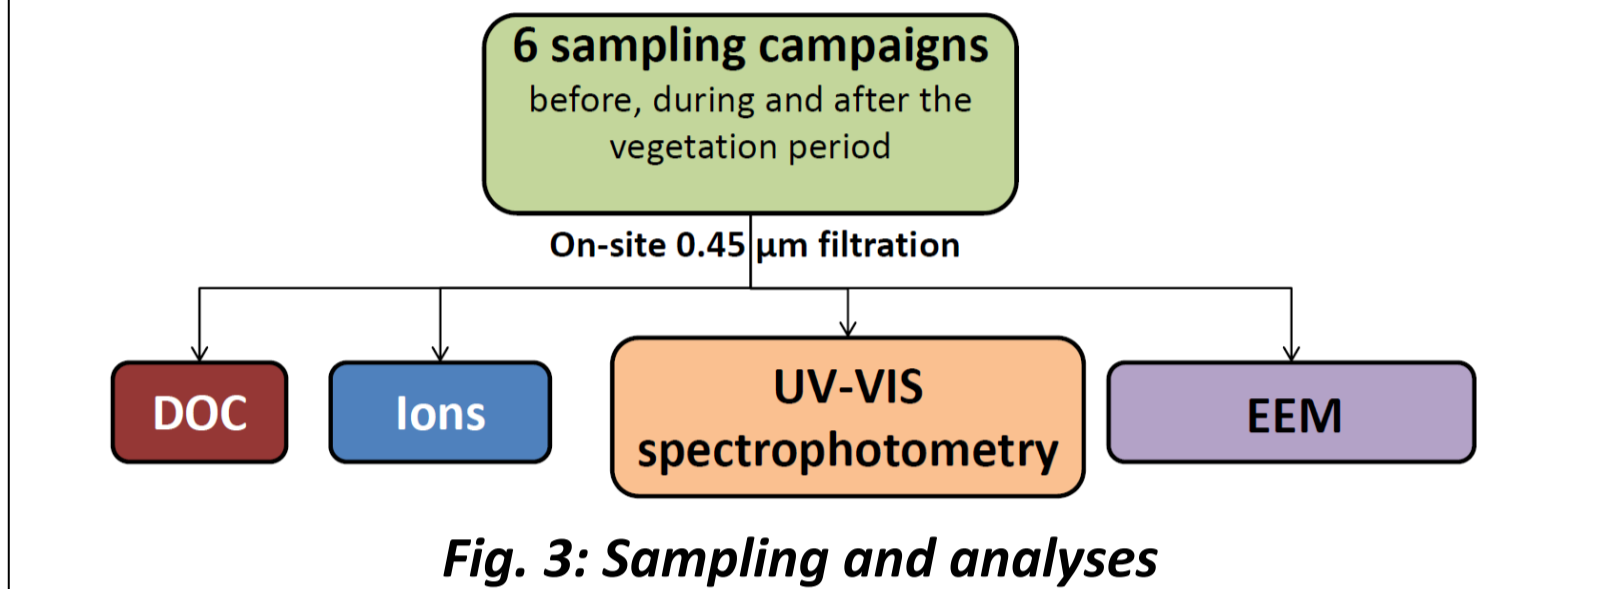 6 sampling campaigns
before, during and after the
vegetation period
On-site 0.45 µm filtration
DOC
Ions
UV-VIS
spectrophotometry
EEM
Fig. 3: Sampling and analyses